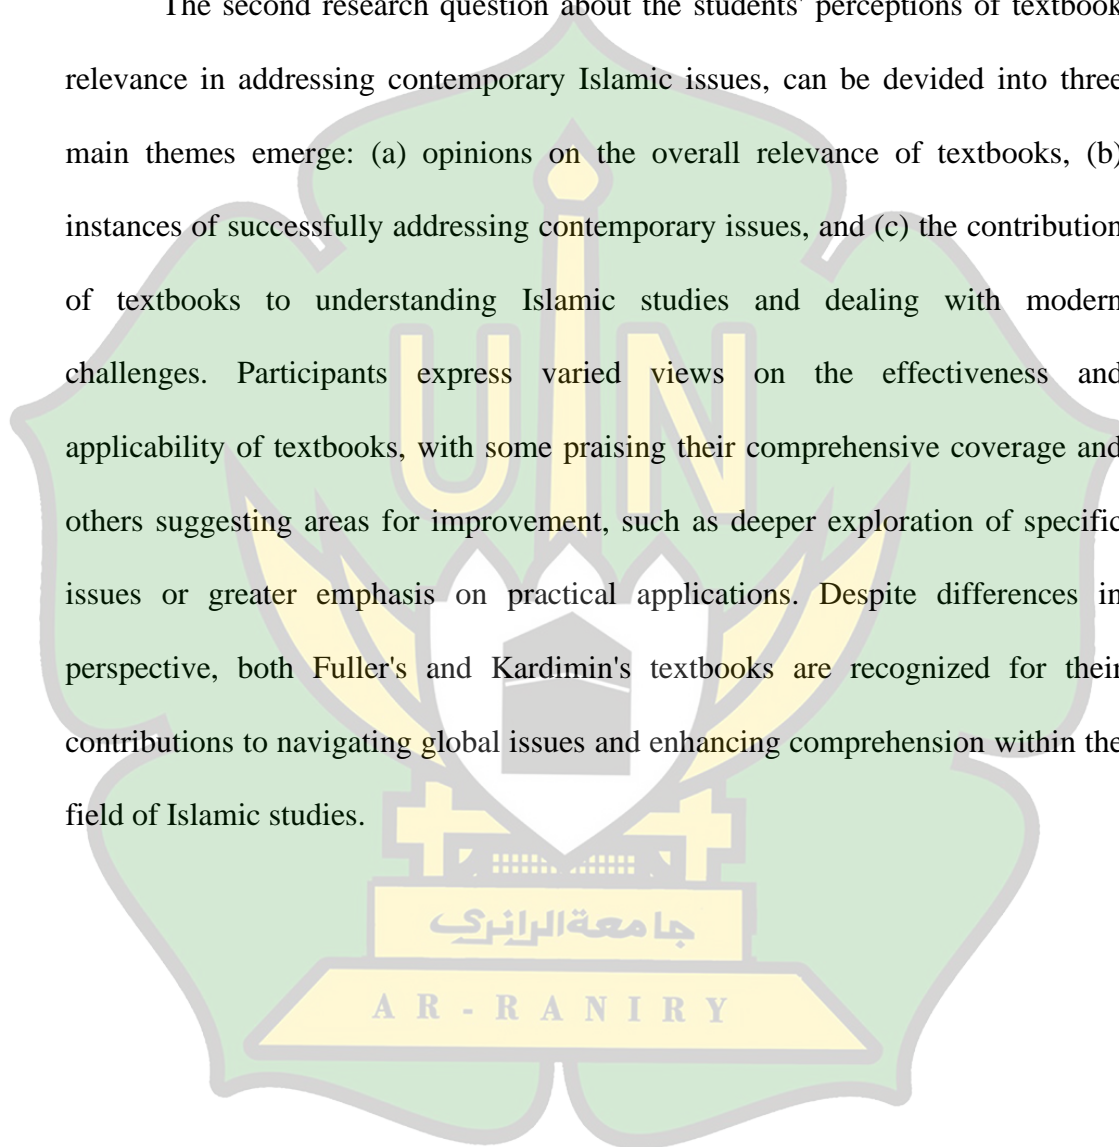 The second research question about the students' perceptions of textbook
relevance in addressing contemporary Islamic issues, can be devided into three
main themes emerge: (a) opinions on the overall relevance of textbooks, (b)
instances of successfully addressing contemporary issues, and (c) the contribution
of textbooks to understanding Islamic studies and dealing with modern
challenges. Participants express varied views on the effectiveness and
applicability of textbooks, with some praising their comprehensive coverage and
others suggesting areas for improvement, such as deeper exploration of specific
issues or greater emphasis on practical applications. Despite differences in
perspective, both Fuller's and Kardimin's textbooks are recognized for their
contributions to navigating global issues and enhancing comprehension within the
field of Islamic studies.
UIN
جامعة الرانري
AR-RANIRY